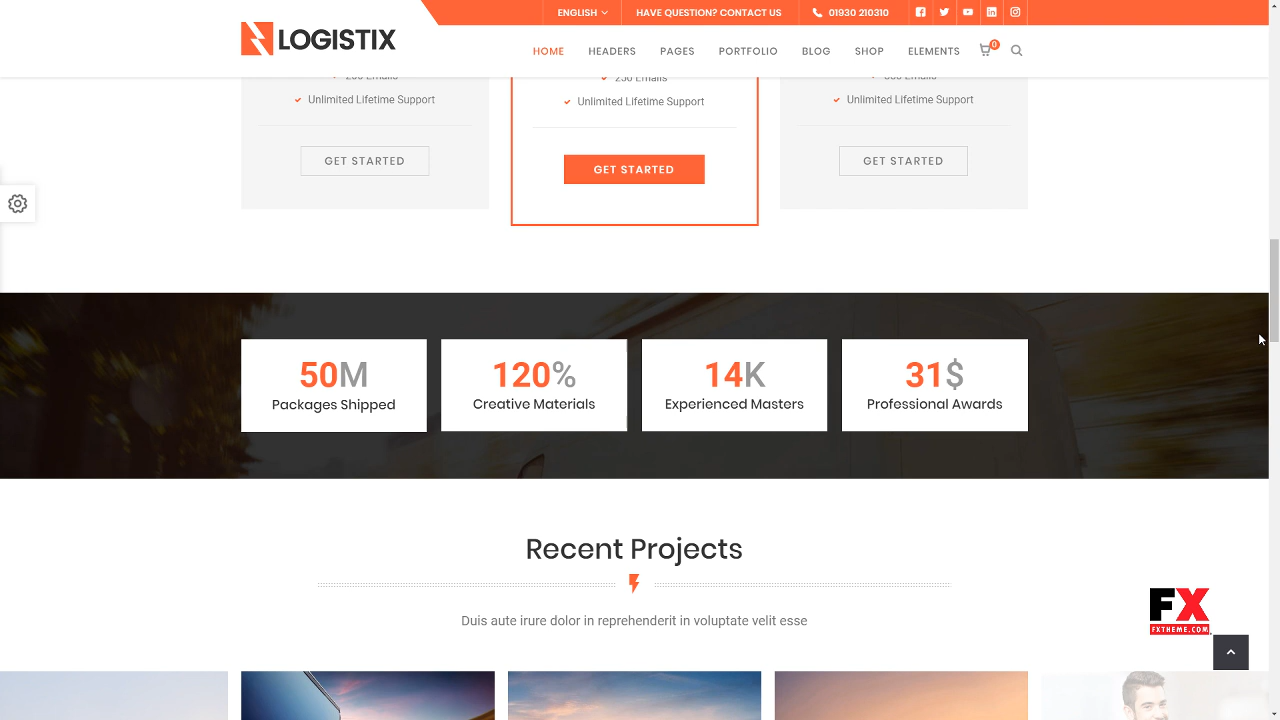 ENGLISH
HAVE QUESTION? CONTACT US
01930 210310
LOGISTIX
HOME
HEADERS
PAGES
PORTFOLIO
BLOG
SHOP
ELEMENTS
0
250 Emails
Unlimited Lifetime Support
Unlimited Lifetime Support
Unlimited Lifetime Support
GET STARTED
GET STARTED
GET STARTED
50M
Packages Shipped
120%
Creative Materials
14K
Experienced Masters
31$
Professional Awards
Recent Projects
Duis aute irure dolor in reprehenderit in voluptate velit esse
FX
FXTHEME.COM